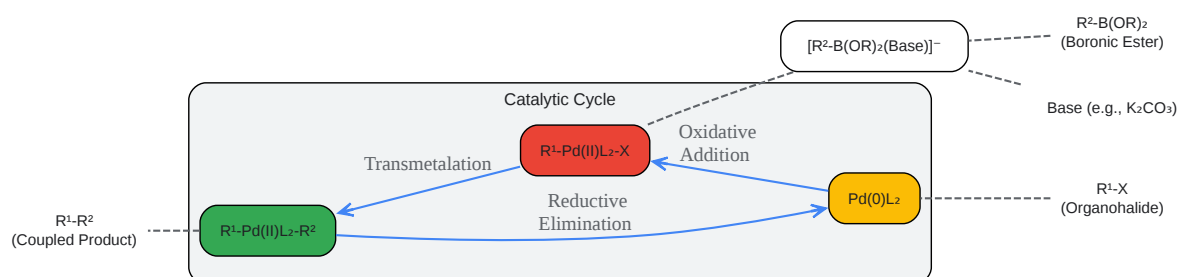 R²-B(OR)₂
(Boronic Ester)
[R²-B(OR)₂(Base)]⁻
Catalytic Cycle
Base (e.g., K₂CO₃)
Oxidative
Addition
R¹-Pd(II)L₂-X
Transmetalation
Reductive
Elimination
Pd(0)L₂
R¹-X
(Organohalide)
R¹-R²
(Coupled Product)
R¹-Pd(II)L₂-R²